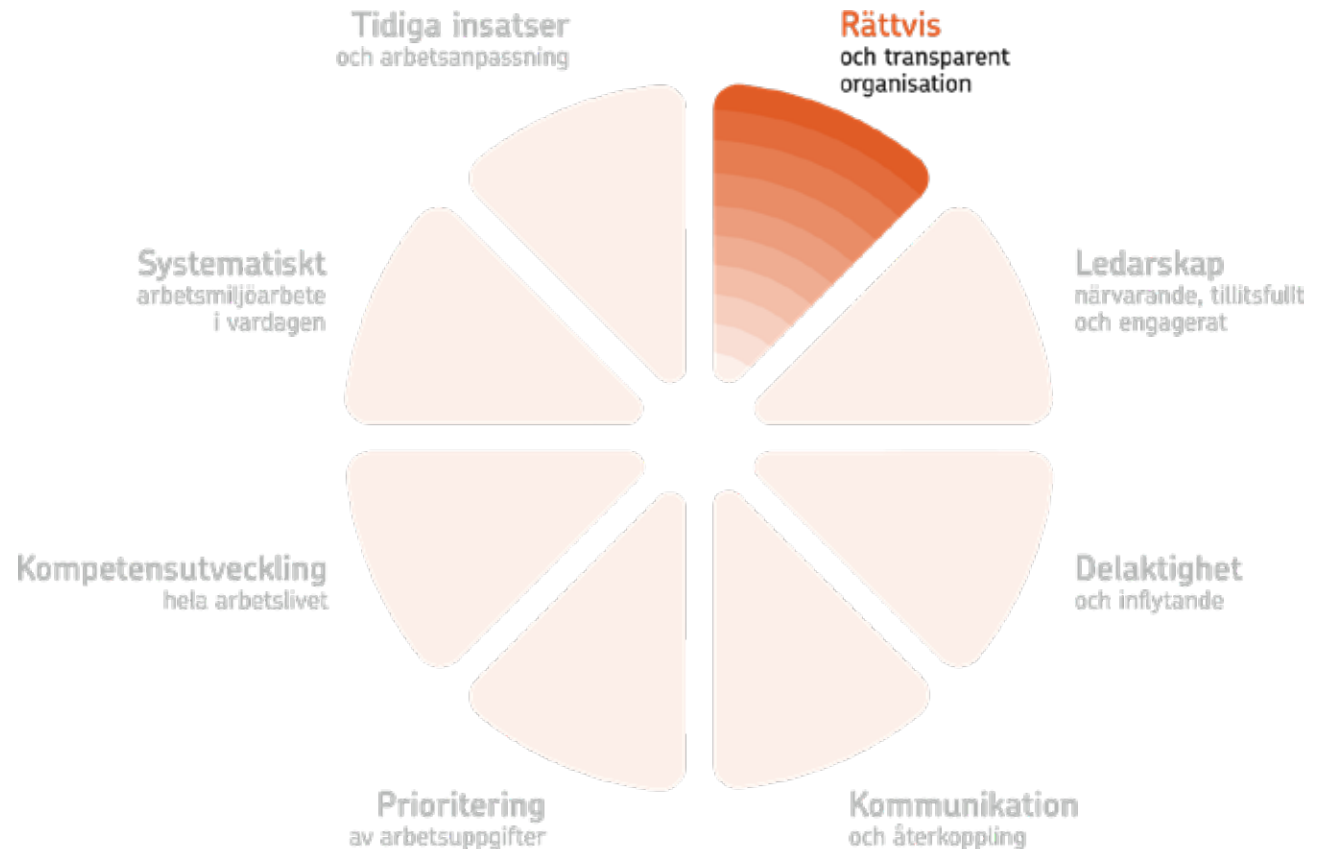 Tidiga insatser
och arbetsanpassning
Rättvis
och transparent
organisation
Systematiskt
arbetsmiljöarbete
i vardagen
Ledarskap
närvarande, tillitsfullt
och engagerat
Kompetensutveckling
hela arbetslivet
Delaktighet
och inflytande
Prioritering
av arbetsuppgifter
Kommunikation
och återkoppling